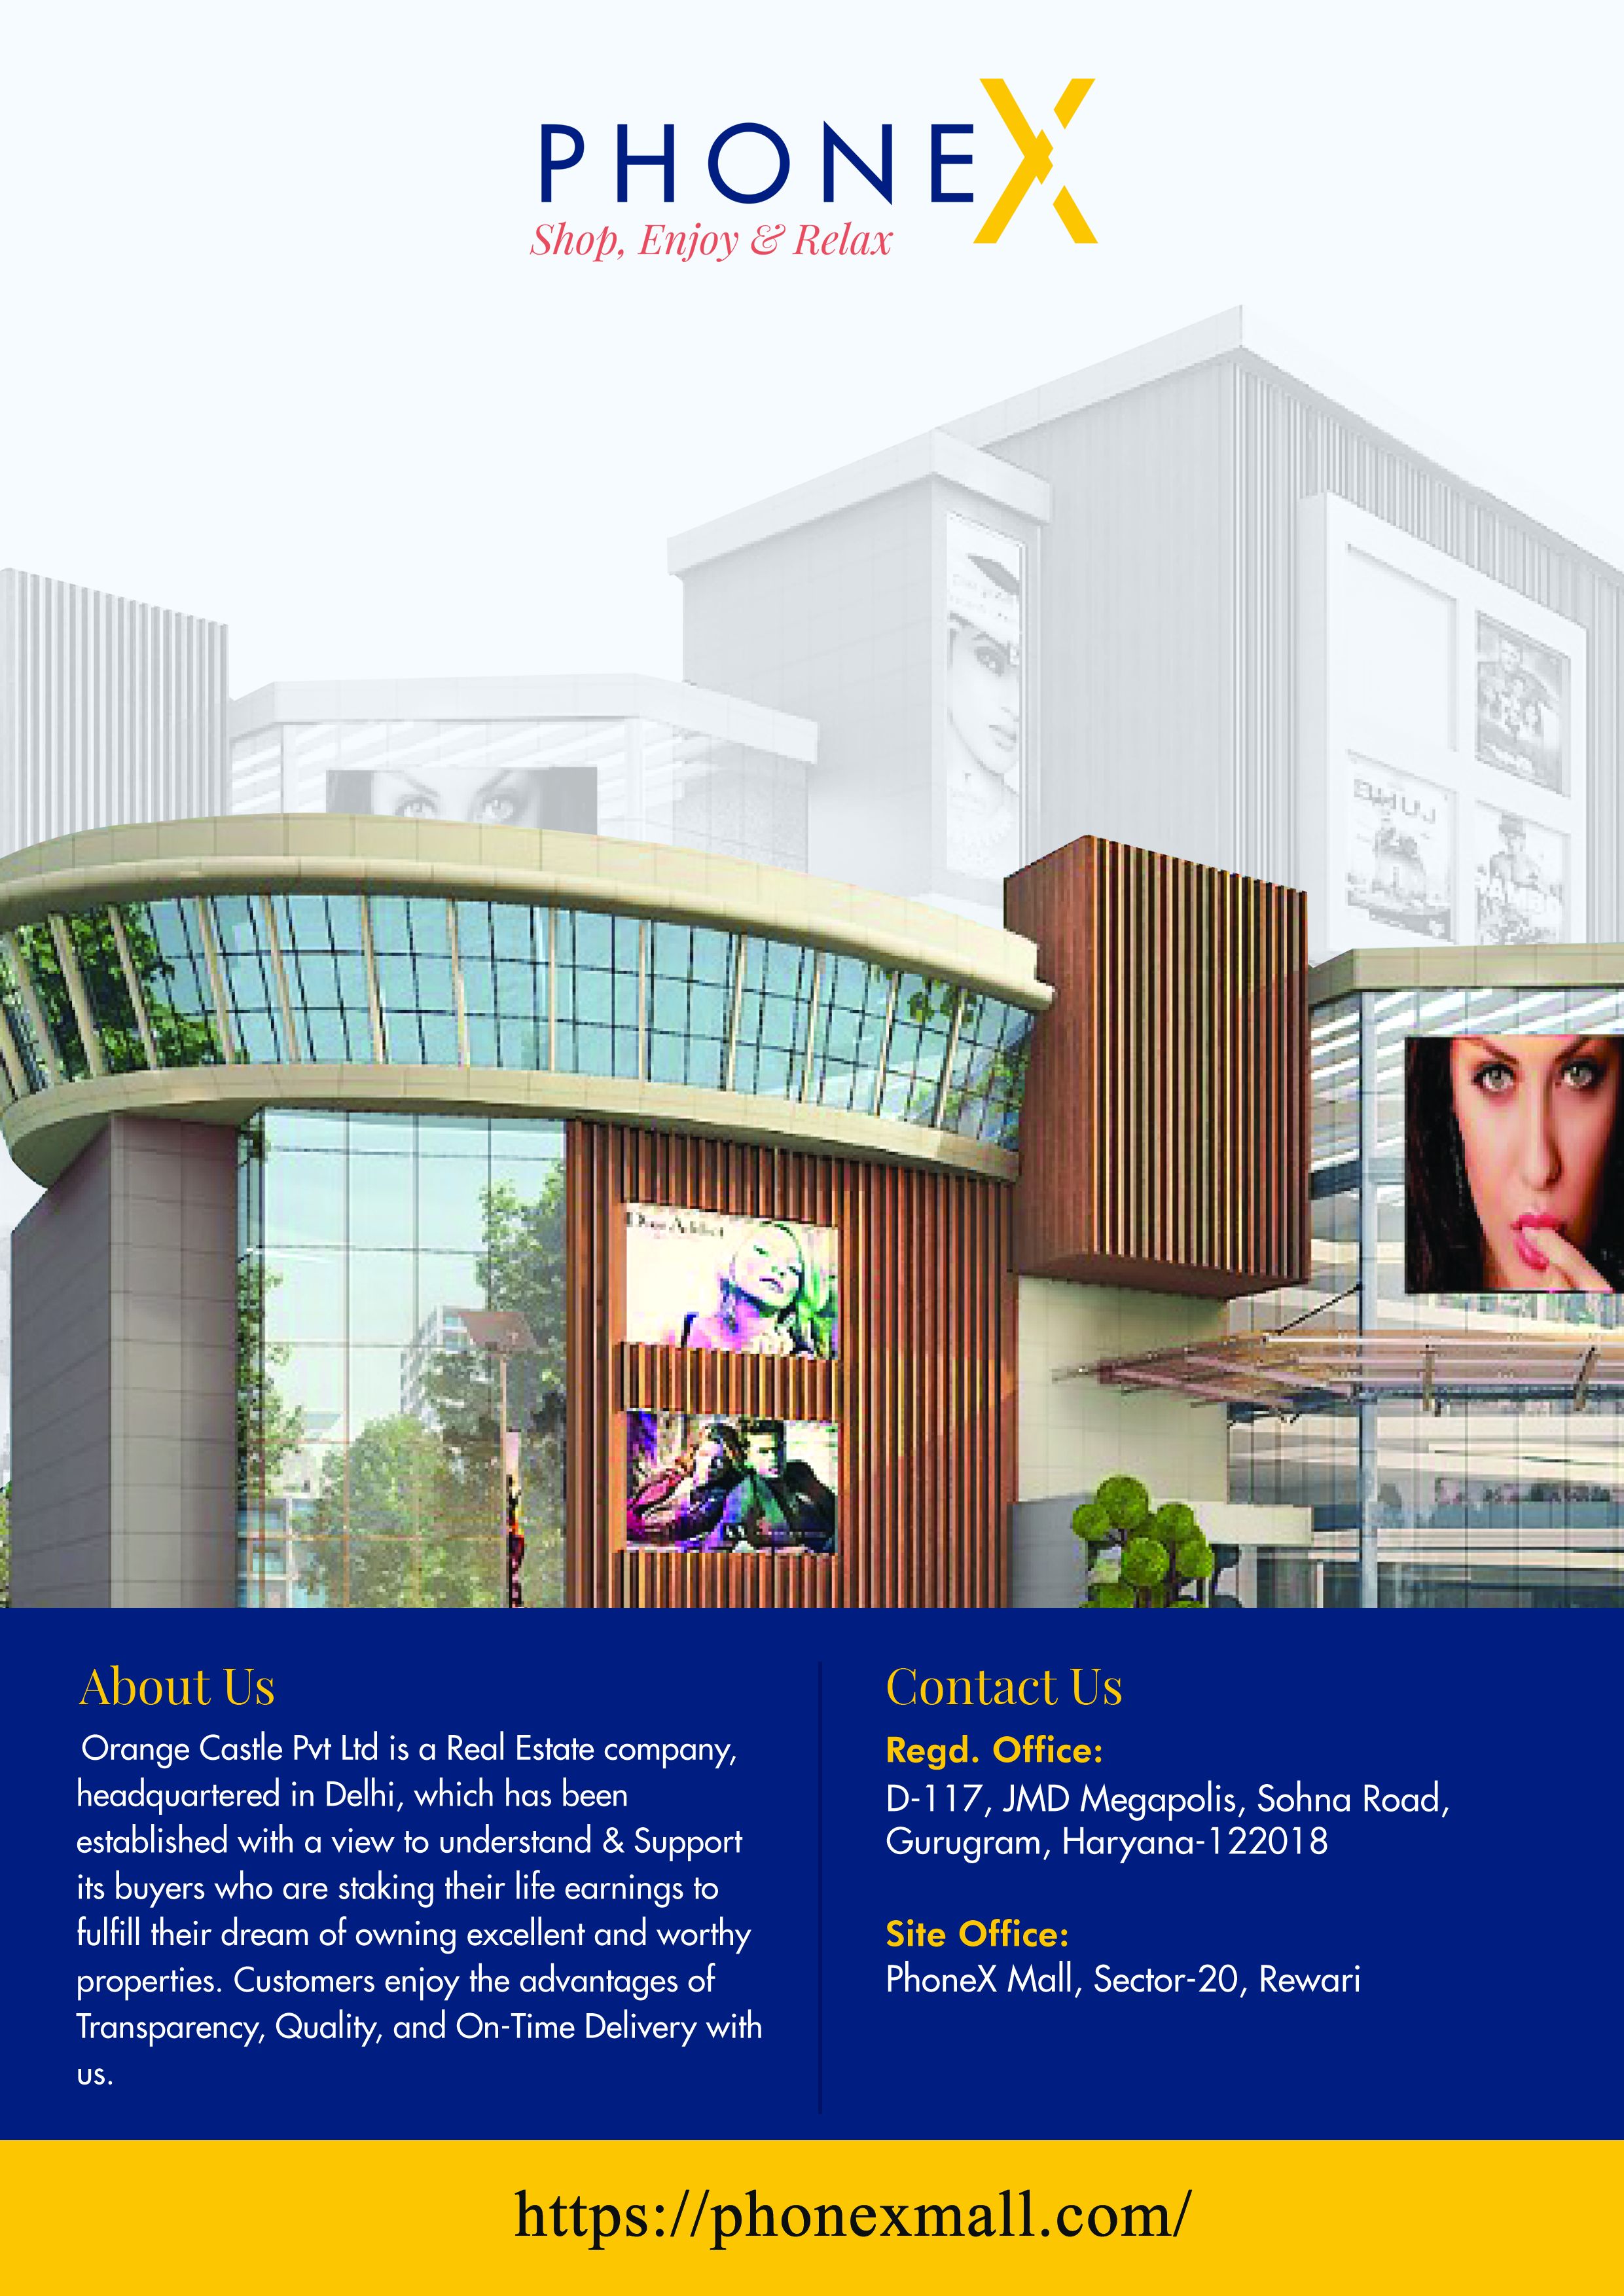 PHONEX
Shop, Enjoy & Relax
BHUJ
About Us
Orange Castle Pvt Ltd is a Real Estate company,
headquartered in Delhi, which has been
established with a view to understand & Support
its buyers who are staking their life earnings to
fulfill their dream of owning excellent and worthy
properties. Customers enjoy the advantages of
Transparency, Quality, and On-Time Delivery with
us.
Contact Us
Regd. Office:
D-117, JMD Megapolis, Sohna Road,
Gurugram, Haryana-122018
Site Office:
PhoneX Mall, Sector-20, Rewari
https://phonexmall.com/